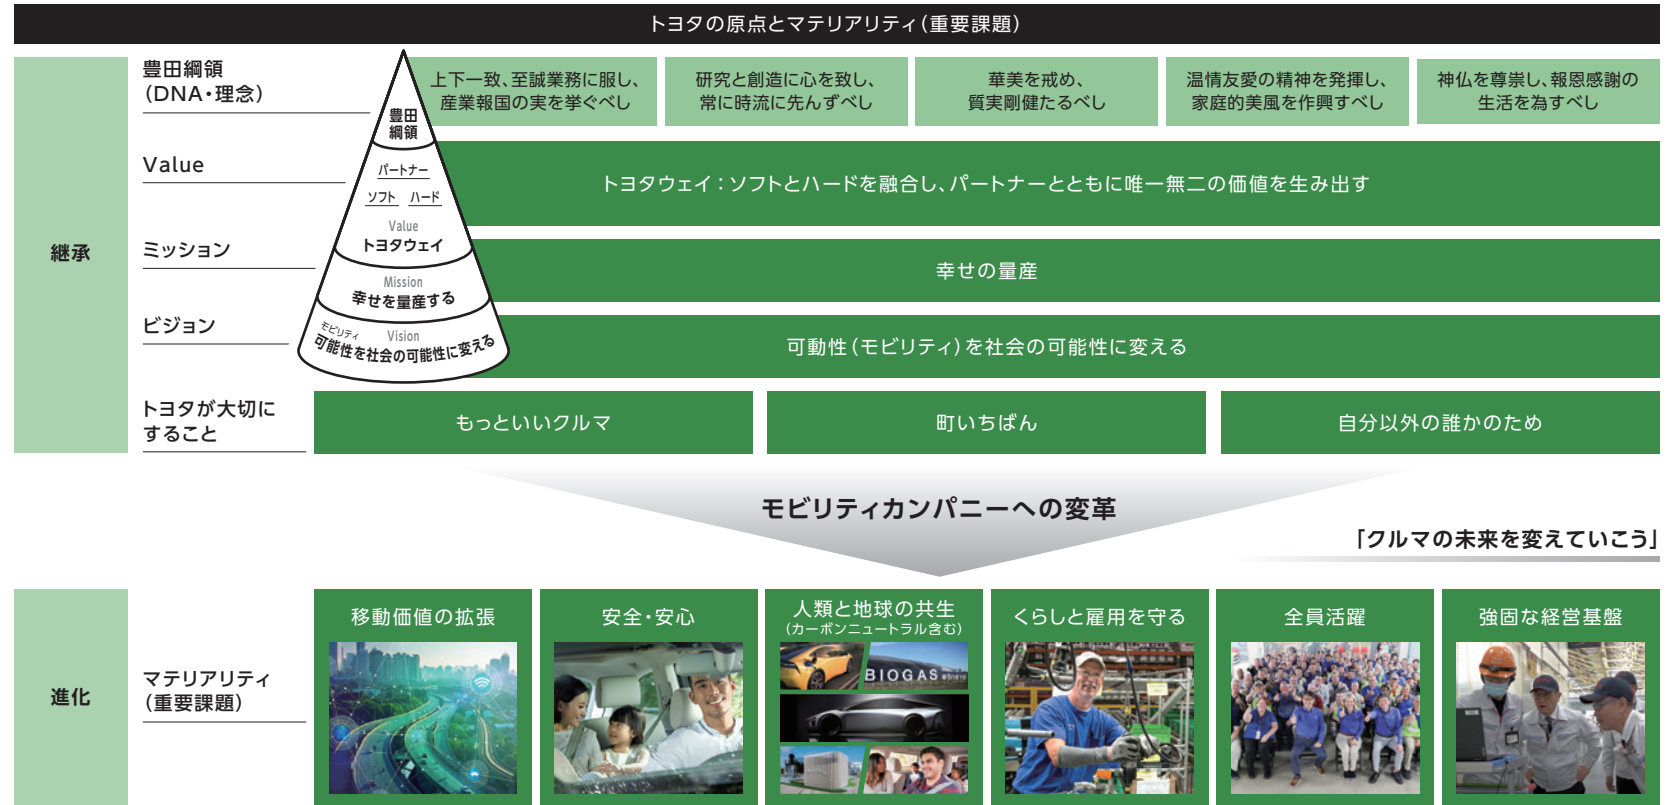 トヨタの原点とマテリアリティ(重要課題)
継承
豊田綱領
(DNA・理念)
上下一致、至誠業務に服し、
産業報国の実を挙ぐべし
研究と創造に心を致し、
常に時流に先んずべし
華美を戒め、
質実剛健たるべし
温情友愛の精神を発揮し、
家庭的美風を作興すべし
神仏を尊崇し、報恩感謝の
生活を為すべし
豊田
綱領
Value
パートナー
ソフト ハード
Value
トヨタウェイ
トヨタウェイ:ソフトとハードを融合し、パートナーとともに唯一無二の価値を生み出す
ミッション
Mission
幸せを量産する
幸せの量産
ビジョン
モビリティ
Vision
可能性を社会の可能性に変える
可動性(モビリティ)を社会の可能性に変える
トヨタが大切に
すること
もっといいクルマ
町いちばん
自分以外の誰かのため
モビリティカンパニーへの変革
「クルマの未来を変えていこう」
進化
マテリアリティ
(重要課題)
移動価値の拡張
安全・安心
人類と地球の共生
(カーボンニュートラル含む)
BIOGAS
くらしと雇用を守る
全員活躍
強固な経営基盤